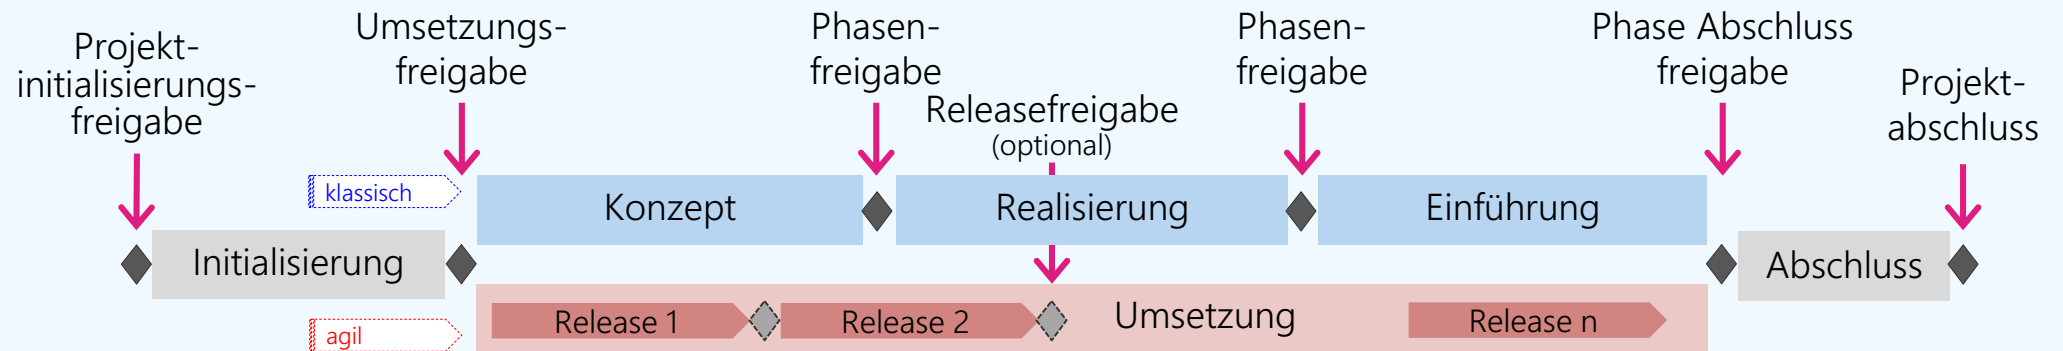 Projekt-
initialisierungs-
freigabe
Umsetzungs-
freigabe
Phasen-
freigabe
Releasefreigabe
(optional)
Phasen-
freigabe
Phase Abschluss
freigabe
Projekt-
abschluss
klassisch
Konzept
Realisierung
Einführung
Initialisierung
Abschluss
agil
Release 1
Release 2
Umsetzung
Release n